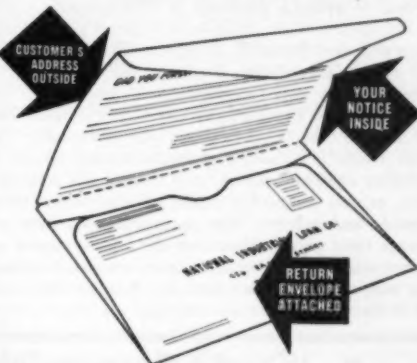 CUSTOMER'S
ADDRESS
OUTSIDE
YOUR
NOTICE
INSIDE
NATIONAL INDUSTRIAL LOAN CO.
RETURN
ENVELOPE
ATTACHED